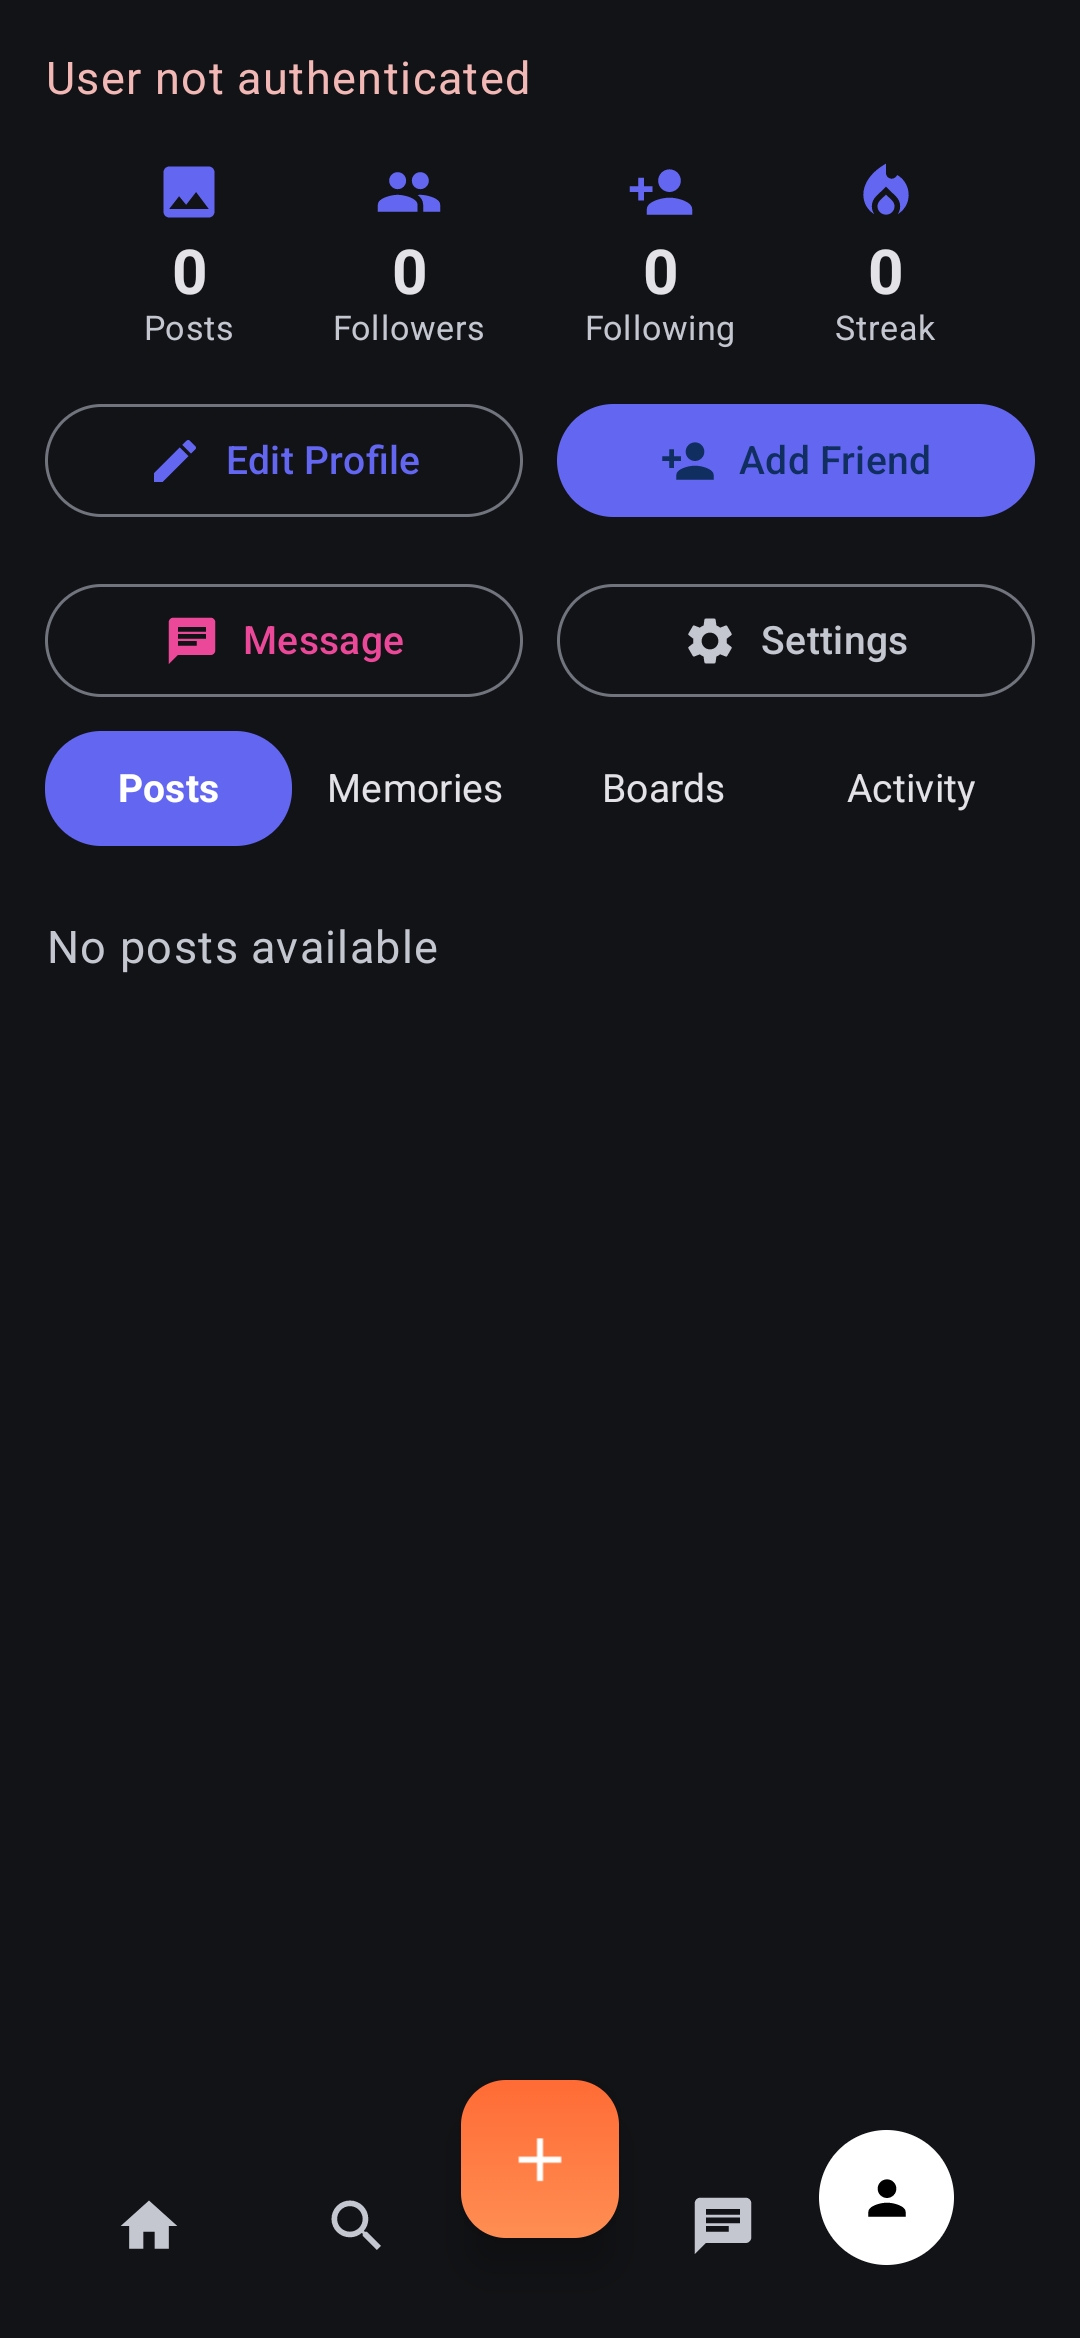 User not authenticated
0 0 0 0
Posts Followers Following Streak
Edit Profile Add Friend
Message Settings
Posts Memories Boards Activity
No posts available